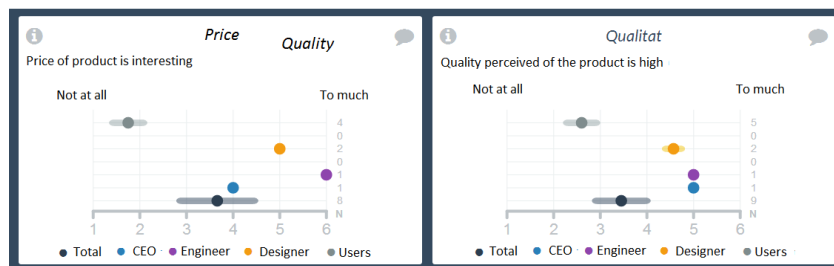 Price
Quality
Price of product is interesting
Not at all To much
4
0
2
0
1
1
8
N
1 2 3 4 5 6
Total CEO Engineer Designer Users
Qualitat
Quality perceived of the product is high
Not at all To much
5
0
2
0
1
1
9
N
1 2 3 4 5 6
Total CEO Engineer Designer Users